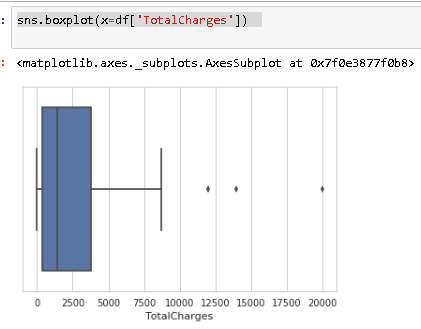 : sns.boxplot(x=df['TotalCharges'])
: <matplotlib.axes._subplots.AxesSubplot at 0x7f0e3877f0b8>
0 2500 5000 7500 10000 12500 15000 17500 20000
TotalCharges